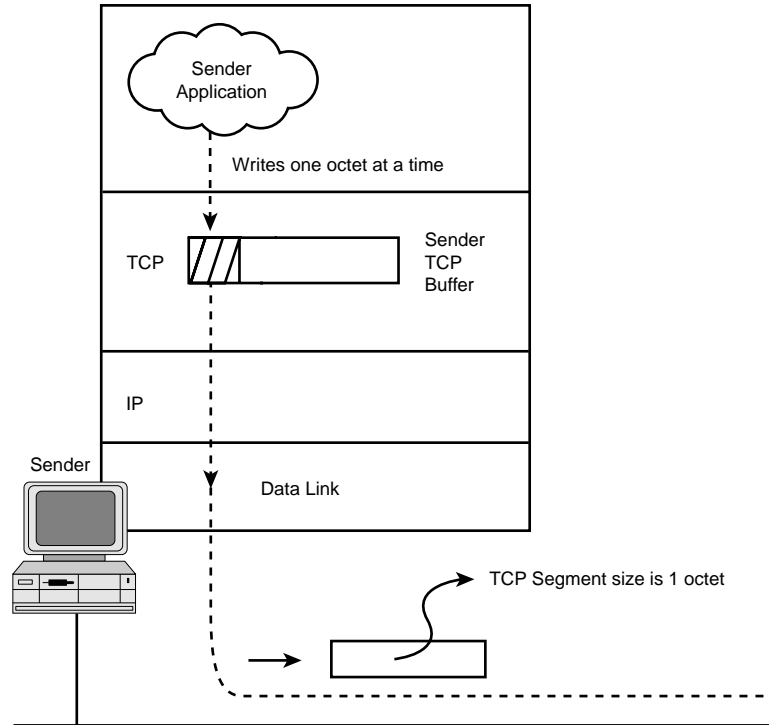 Sender
Application
Writes one octet at a time
TCP
Sender
TCP
Buffer
IP
Sender
Data Link
TCP Segment size is 1 octet